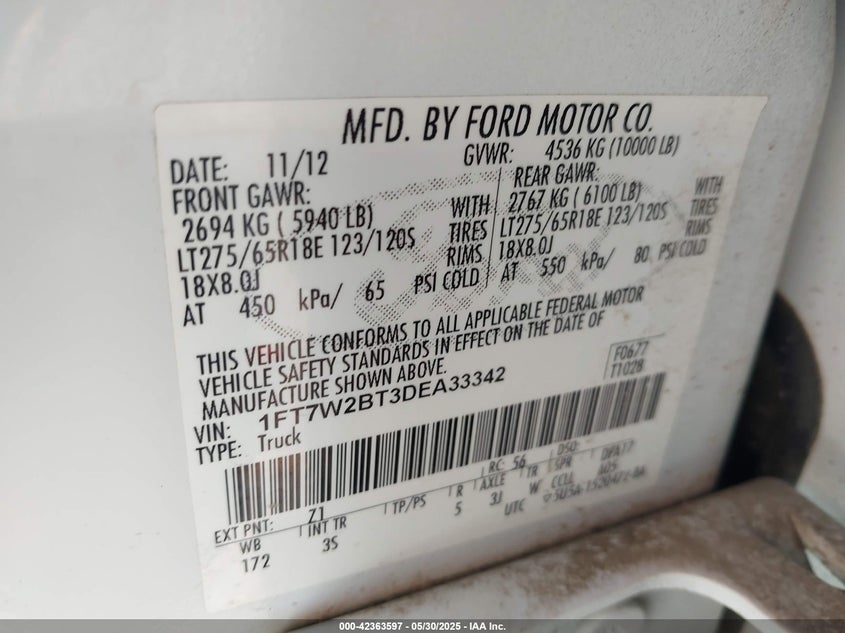 MFD. BY FORD MOTOR CO.
DATE: 11/12 GVWR: 4536 KG (10000 LB)
FRONT GAWR: REAR GAWR:
2694 KG ( 5940 LB) WITH 2767 KG ( 6100 LB) WITH
LT275/65R18E 123/120S TIRES LT275/65R18E 123/120S TIRES
18X8.0J RIMS 18X8.0J RIMS
AT 450 kPa/ 65 PSI COLD AT 550 kPa/ 80 PSI COLD
THIS VEHICLE CONFORMS TO ALL APPLICABLE FEDERAL MOTOR
VEHICLE SAFETY STANDARDS IN EFFECT ON THE DATE OF
MANUFACTURE SHOWN ABOVE.
F0677
T1028
VIN: 1FT7W2BT3DEA33342
TYPE: Truck
EXT PNT: Z1 RC: 56 DSO:
WB INT TR TP/PS R AXLE TR SPR
172 3S 5 3J W CCLL
UTC
000-42363597 - 05/30/2025 - IAA Inc.